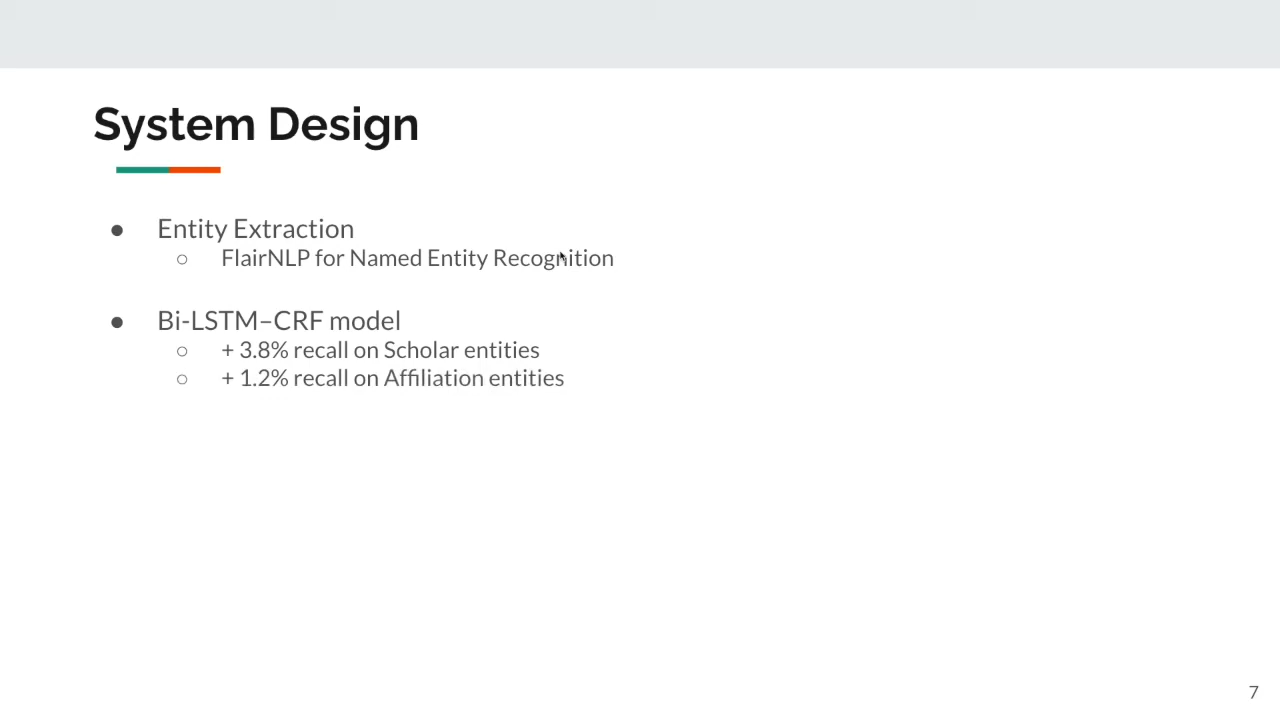 System Design
● Entity Extraction
○ FlairNLP for Named Entity Recognition
● Bi-LSTM–CRF model
○ + 3.8% recall on Scholar entities
○ + 1.2% recall on Affiliation entities
7